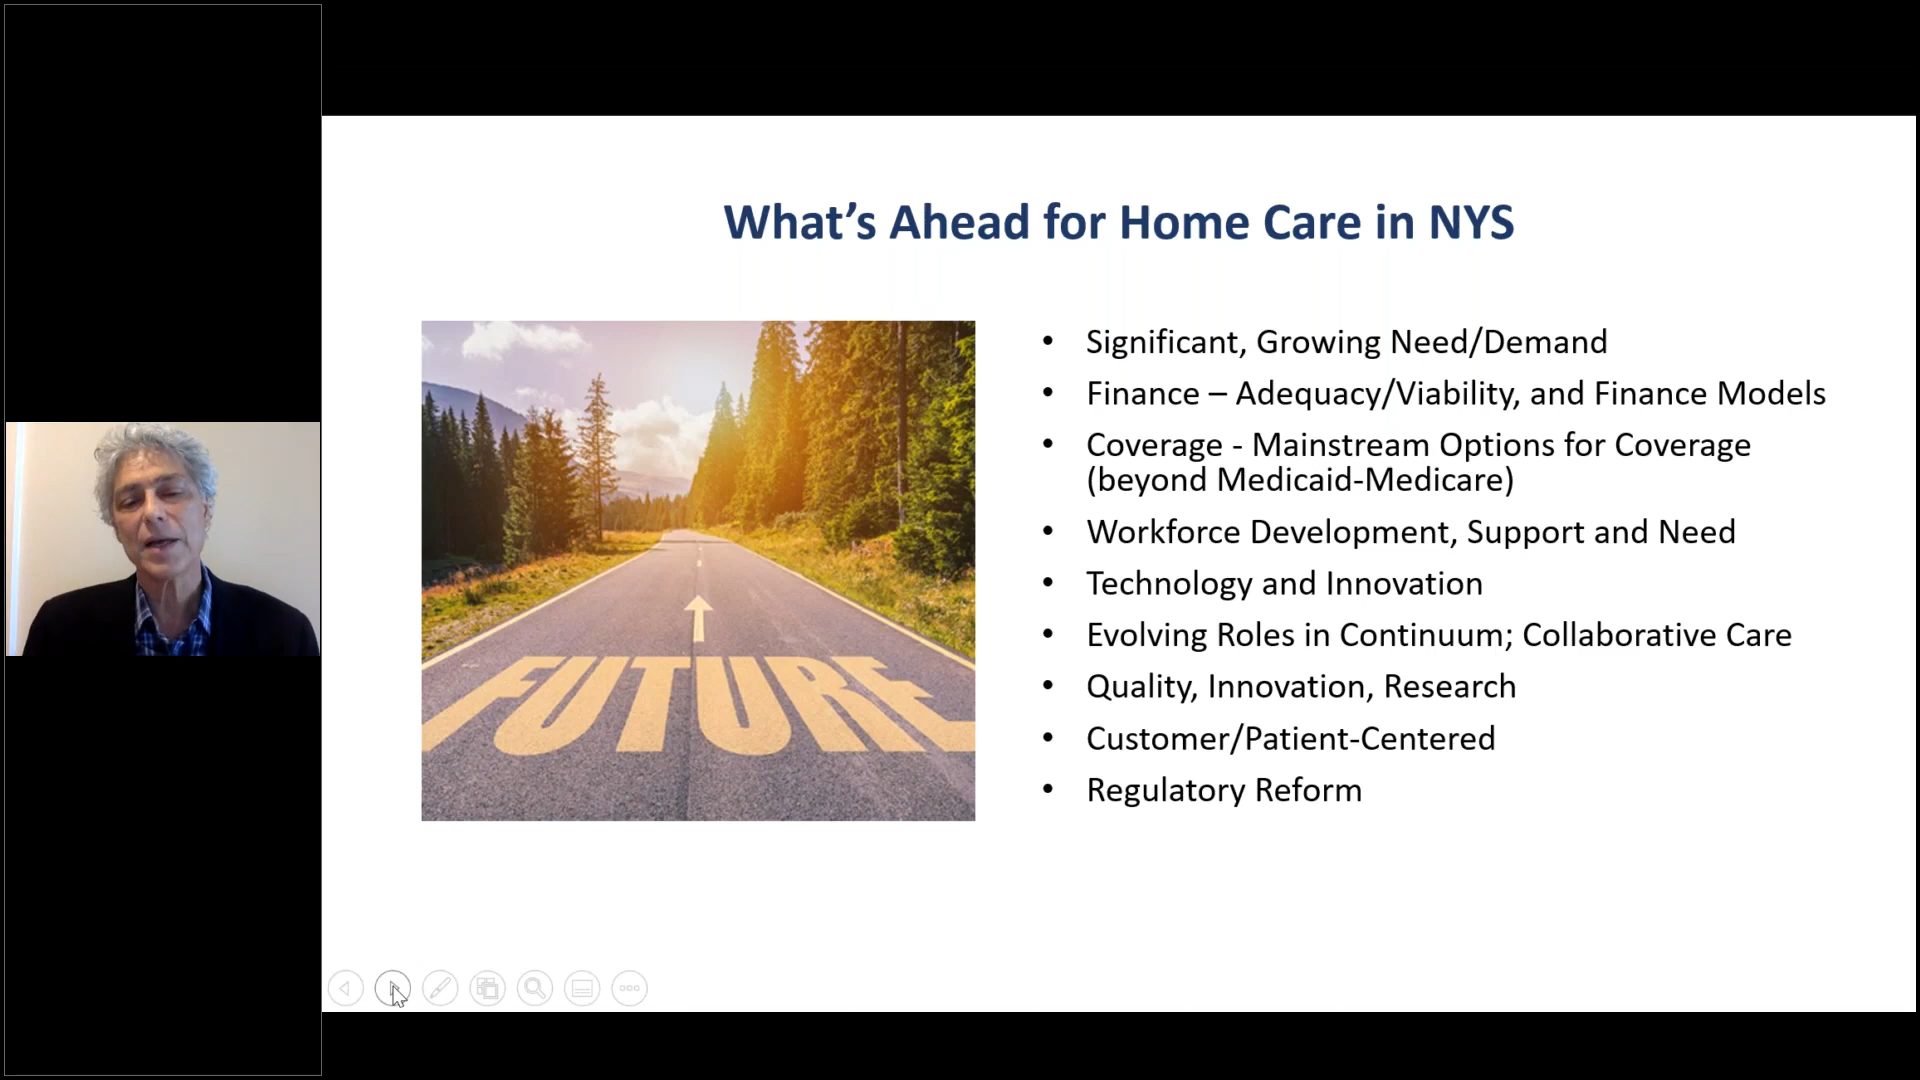 What’s Ahead for Home Care in NYS
FUTURE
• Significant, Growing Need/Demand
• Finance – Adequacy/Viability, and Finance Models
• Coverage - Mainstream Options for Coverage
(beyond Medicaid-Medicare)
• Workforce Development, Support and Need
• Technology and Innovation
• Evolving Roles in Continuum; Collaborative Care
• Quality, Innovation, Research
• Customer/Patient-Centered
• Regulatory Reform